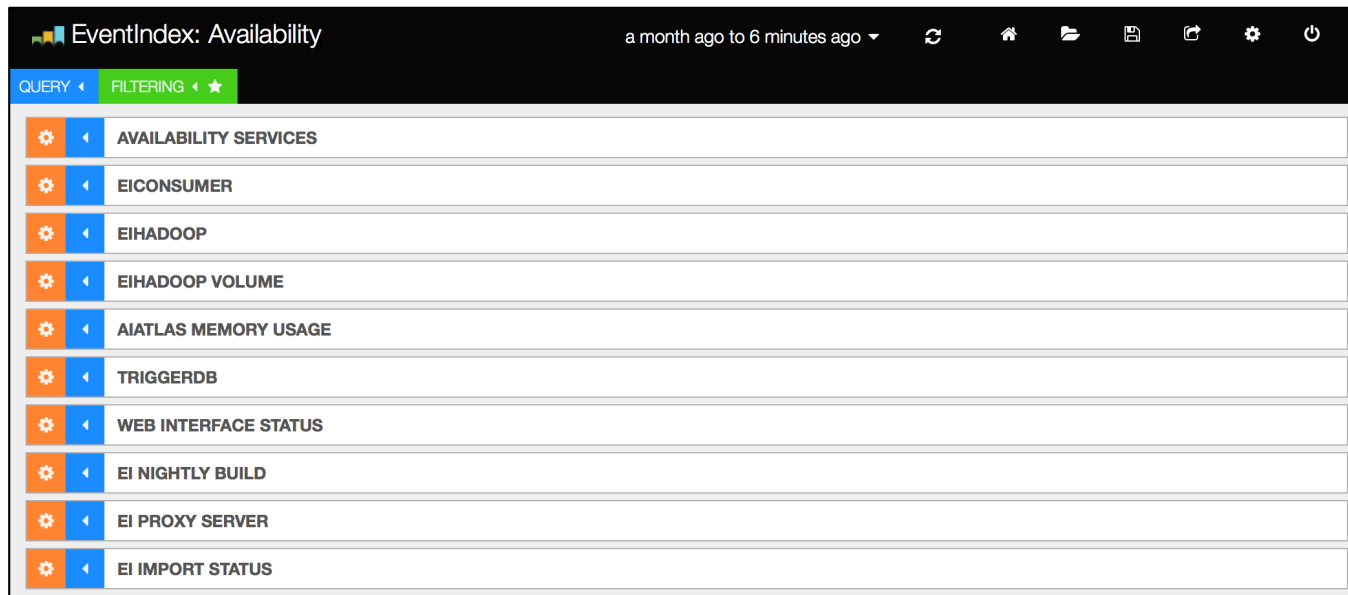 EventIndex: Availability
a month ago to 6 minutes ago
QUERY FILTERING
AVAILABILITY SERVICES
EICONSUMER
EIHADOOP
EIHADOOP VOLUME
AIATLAS MEMORY USAGE
TRIGGERDB
WEB INTERFACE STATUS
EI NIGHTLY BUILD
EI PROXY SERVER
EI IMPORT STATUS